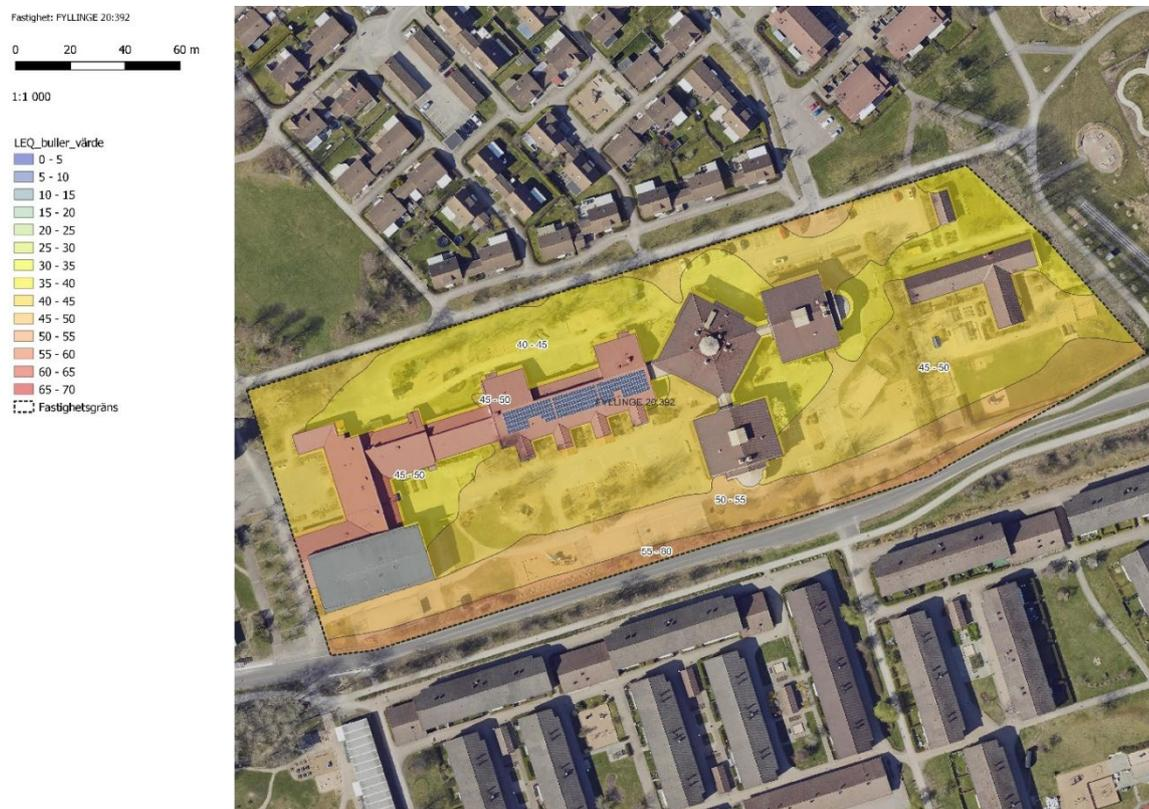 Fastighet: FYLLINGE 20:392
0 20 40 60 m
1:1 000
LEQ_buller_värde
0 - 5
5 - 10
10 - 15
15 - 20
20 - 25
25 - 30
30 - 35
35 - 40
40 - 45
45 - 50
50 - 55
55 - 60
60 - 65
65 - 70
Fastighetsgräns
40 - 45
45 - 50
45 - 50
FYLLINGE 20:392
45 - 50
50 - 55
55 - 60